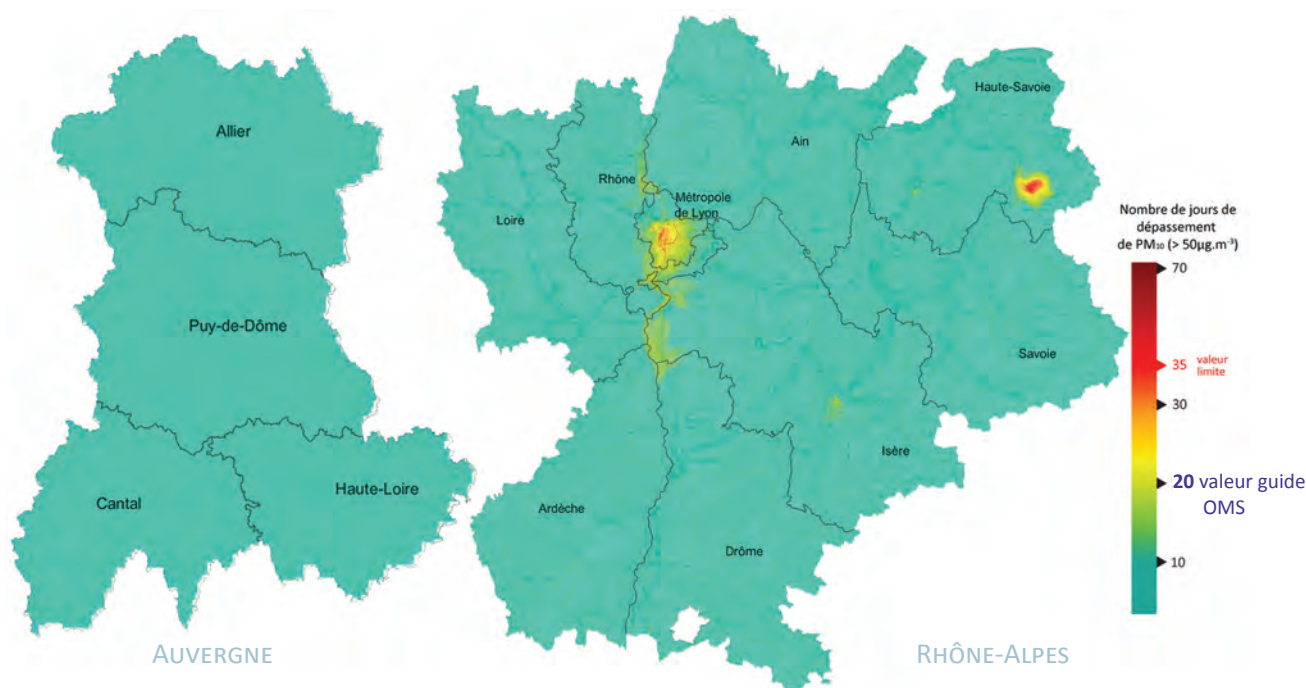 Allier
Puy-de-Dôme
Cantal
Haute-Loire
AUVERGNE
Haute-Savoie
Ain
Rhône
Métropole
de Lyon
Loire
Savoie
Isère
Ardèche
Drôme
RHÔNE-ALPES
Nombre de jours de
dépassement
de PM₁₀ (> 50µg.m⁻³)
70
35 valeur
limite
30
20 valeur guide
OMS
10